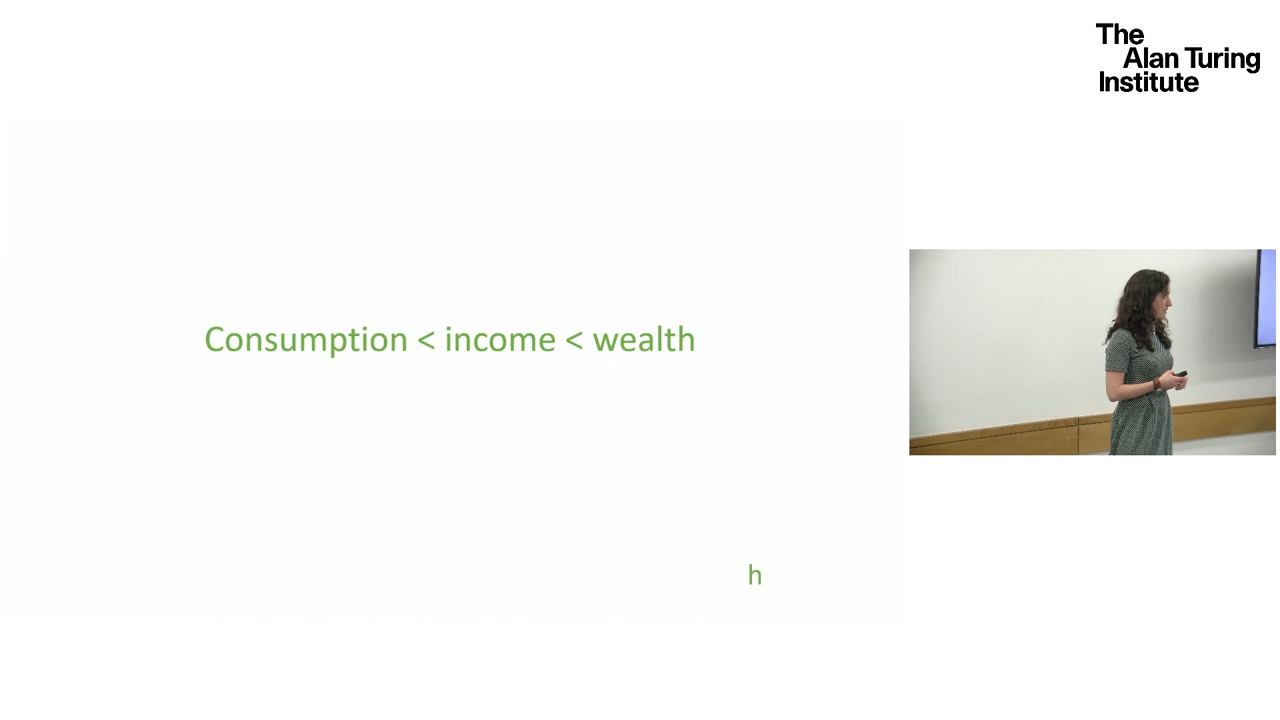 The
Alan Turing
Institute
Consumption < income < wealth
h